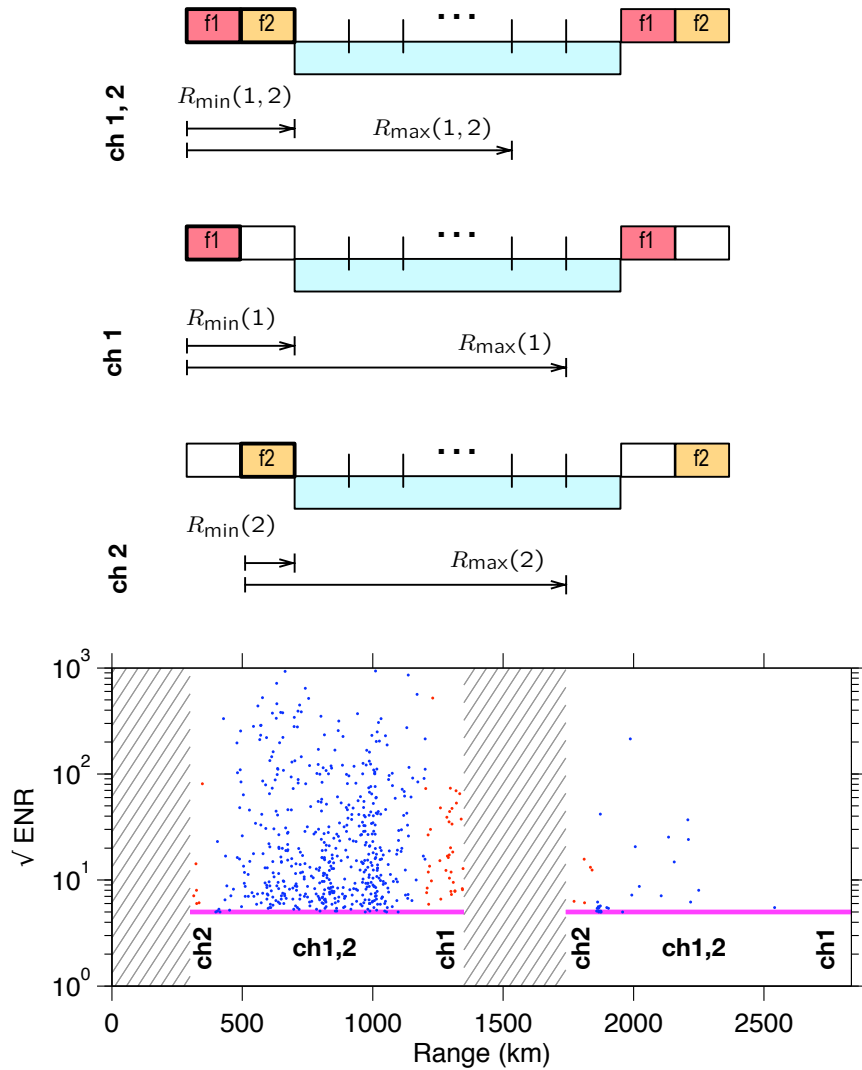 f1 f2 ... f1 f2
ch 1, 2
R_min(1, 2)
R_max(1, 2)
f1 ... f1
ch 1
R_min(1)
R_max(1)
f2 ... f2
ch 2
R_min(2)
R_max(2)
10^3
10^2
10^1
10^0
√ ENR
ch2 ch1,2 ch1 ch2 ch1,2 ch1
0 500 1000 1500 2000 2500
Range (km)